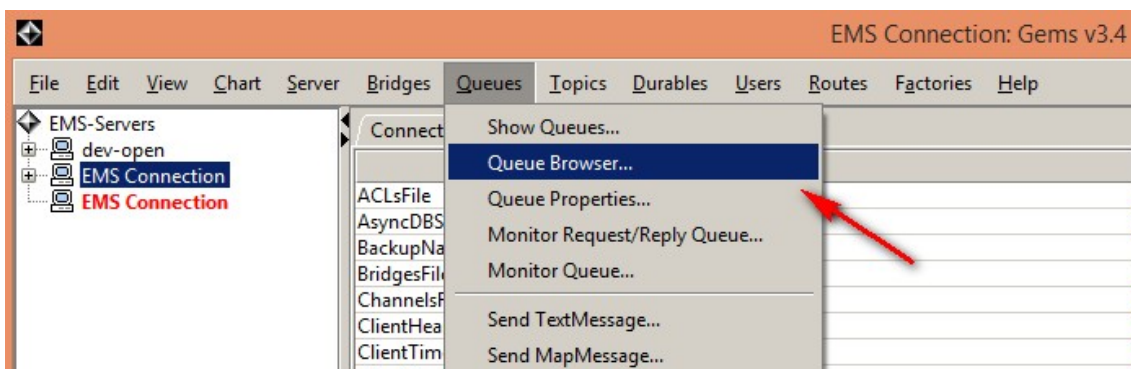 EMS Connection: Gems v3.4
File Edit View Chart Server Bridges Queues Topics Durables Users Routes Factories Help
EMS-Servers
dev-open
EMS Connection
EMS Connection
Connect
ACLsFile
AsyncDBS
BackupNa
BridgesFile
ChannelsF
ClientHea
ClientTim
Show Queues...
Queue Browser...
Queue Properties...
Monitor Request/Reply Queue...
Monitor Queue...
Send TextMessage...
Send MapMessage...